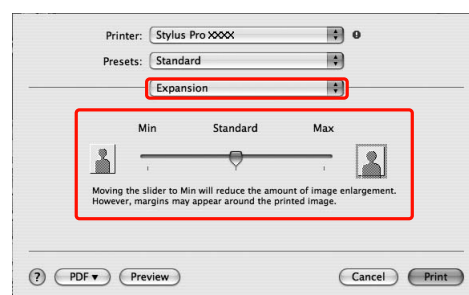 Printer: Stylus Pro XXXX
Presets: Standard
Expansion
Min Standard Max
Moving the slider to Min will reduce the amount of image enlargement.
However, margins may appear around the printed image.
? PDF ▾ Preview Cancel Print